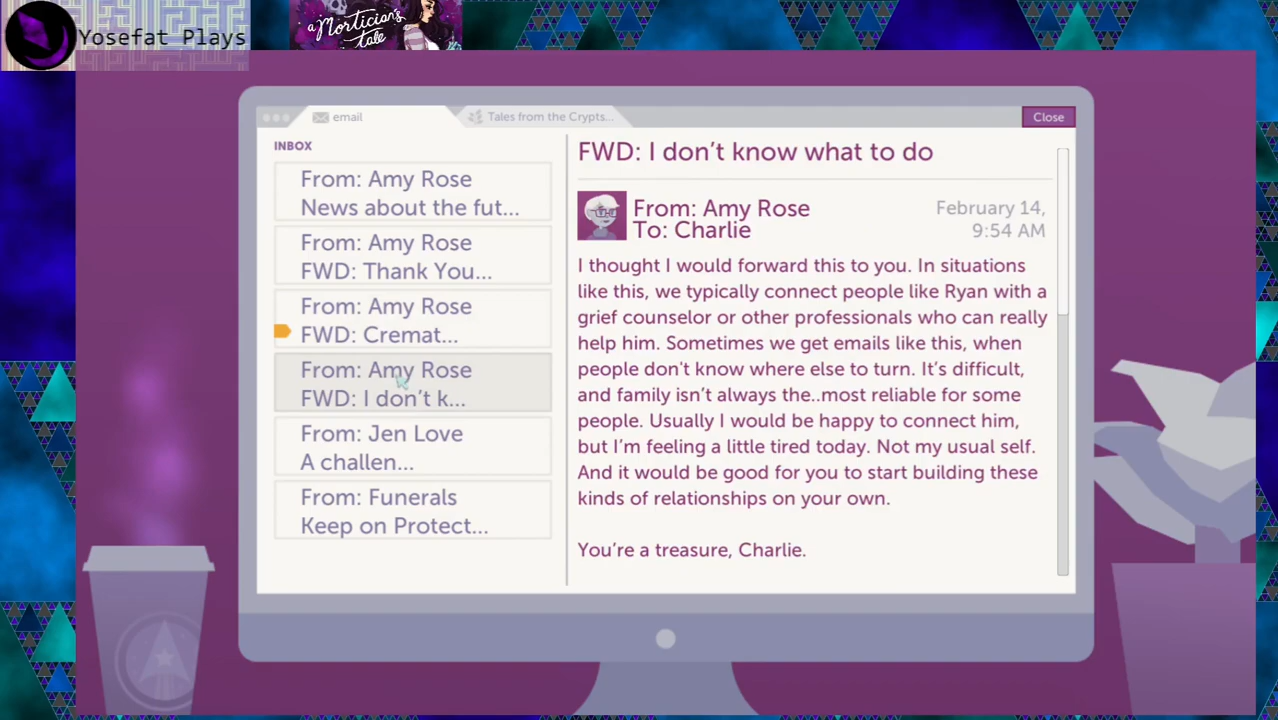 Yosefat Plays
a Mortician's
tale
email
Tales from the Crypts...
Close
INBOX
From: Amy Rose
News about the fut...
From: Amy Rose
FWD: Thank You...
From: Amy Rose
FWD: Cremat...
From: Amy Rose
FWD: I don't k...
From: Jen Love
A challen...
From: Funerals
Keep on Protect...
FWD: I don't know what to do
From: Amy Rose
To: Charlie
February 14,
9:54 AM
I thought I would forward this to you. In situations
like this, we typically connect people like Ryan with a
grief counselor or other professionals who can really
help him. Sometimes we get emails like this, when
people don't know where else to turn. It's difficult,
and family isn't always the..most reliable for some
people. Usually I would be happy to connect him,
but I'm feeling a little tired today. Not my usual self.
And it would be good for you to start building these
kinds of relationships on your own.
You're a treasure, Charlie.